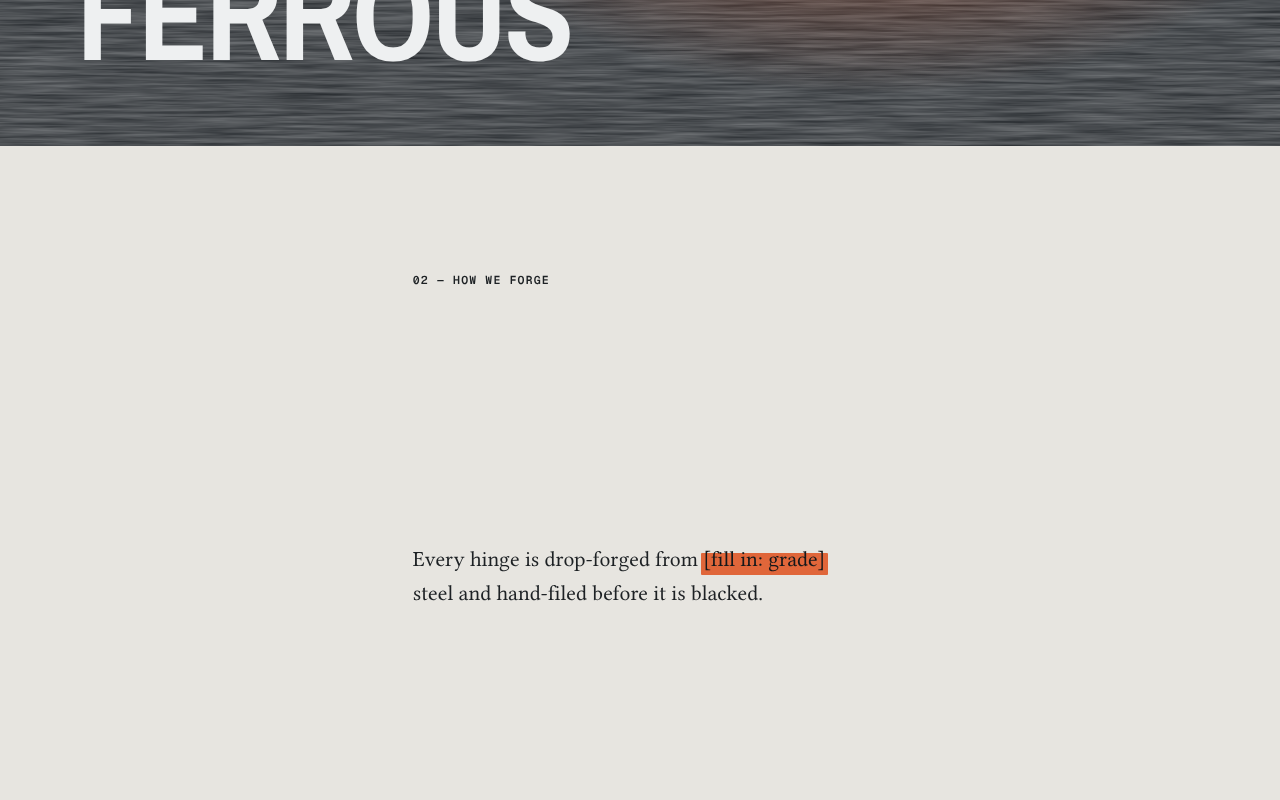 FERROUS
02 — HOW WE FORGE
Every hinge is drop-forged from [fill in: grade]
steel and hand-filed before it is blacked.